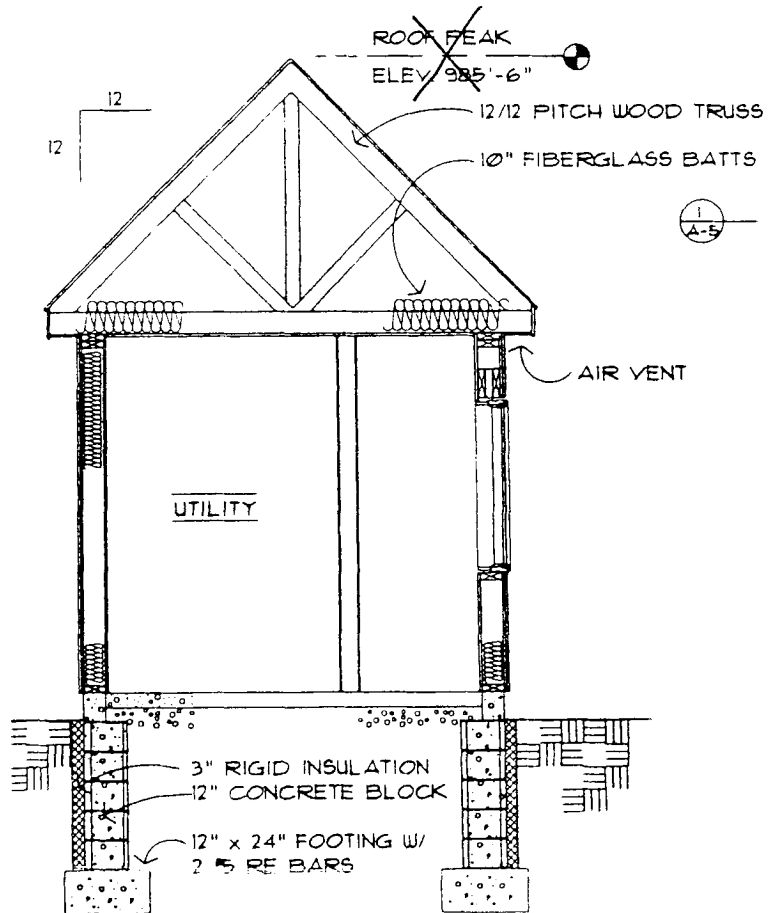 ROOF PEAK
ELEV. 985'-6"
12
12
12/12 PITCH WOOD TRUSS
10" FIBERGLASS BATTS
1
A-5
AIR VENT
UTILITY
3" RIGID INSULATION
12" CONCRETE BLOCK
12" x 24" FOOTING W/
2 #5 RE BARS